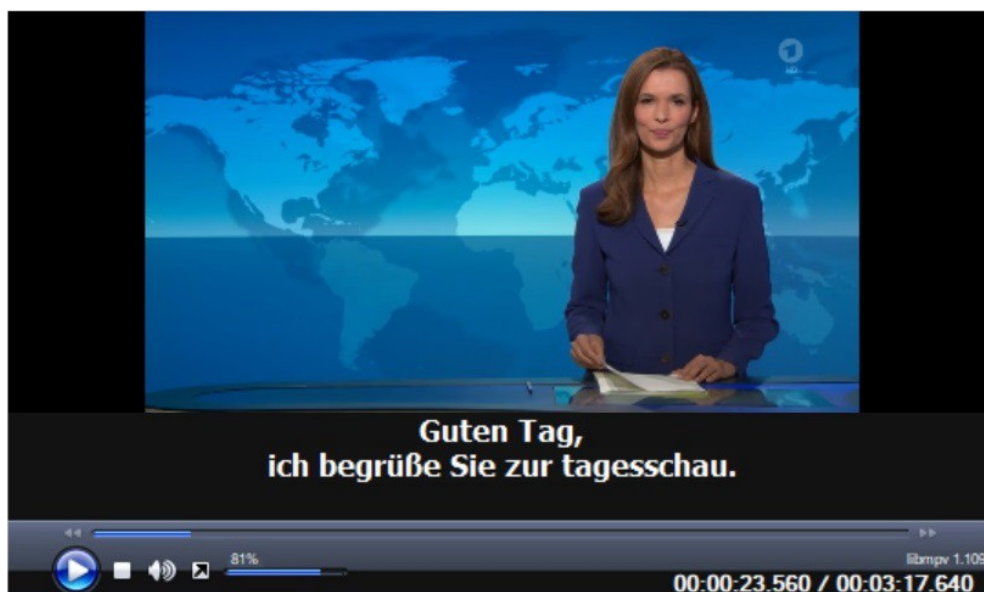 HD
Guten Tag,
ich begrüße Sie zur tagesschau.
81%
libmpv 1.109
00:00:23.560 / 00:03:17.640